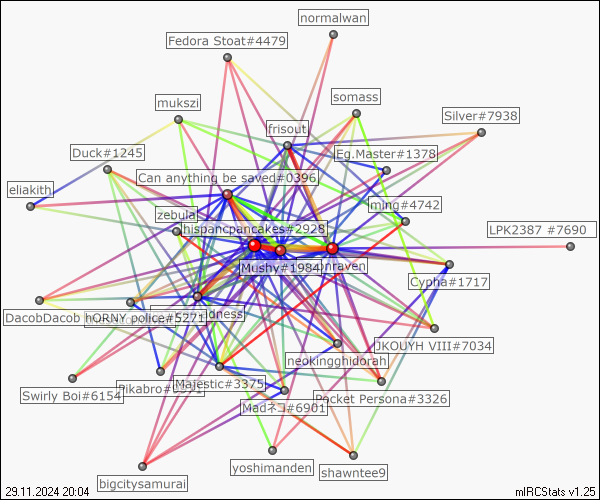 normalwan
Fedora Stoat#4479
mukszi
somass
Silver#7938
frisout
Duck#1245
Eg.Master#1378
Can anything be saved#0396
eliakith
ming#4742
zebula
hispancpancakes#2928
LPK2387 #7690
Mushy#1984
nraven
Cypha#1717
DacobDacob
hORNY police#5271
dness
JKOUYH VIII#7034
neokingghidorah
Swirly Boi#6154
Majestic#3375
Pocket Persona#3326
Madネコ#6901
yoshimanden
shawntee9
bigcitysamurai
29.11.2024 20:04
mIRCStats v1.25